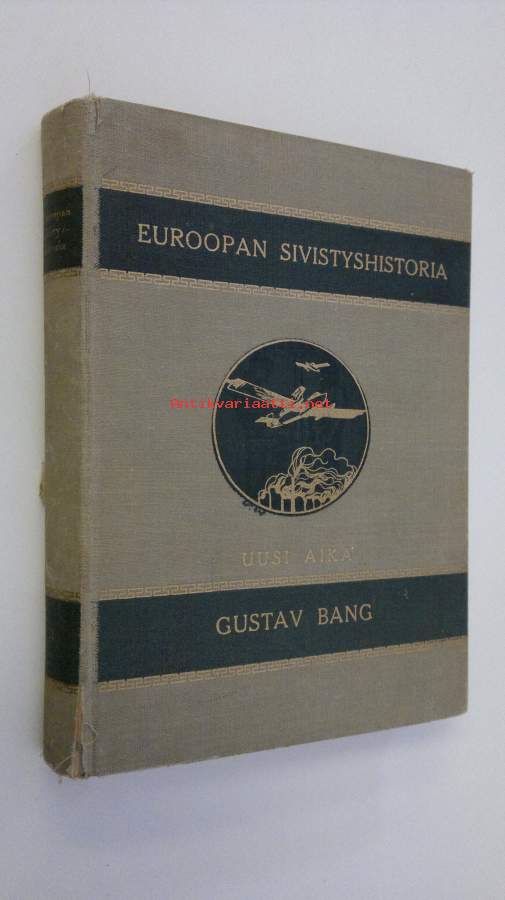 EUROOPAN SIVISTYSHISTORIA
Antikvariaatti.net
UUSI AIKA
GUSTAV BANG